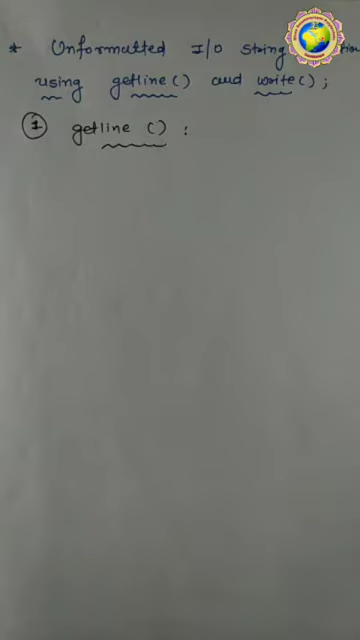 * Unformatted I/O string
using getline() and write();
① getline () :